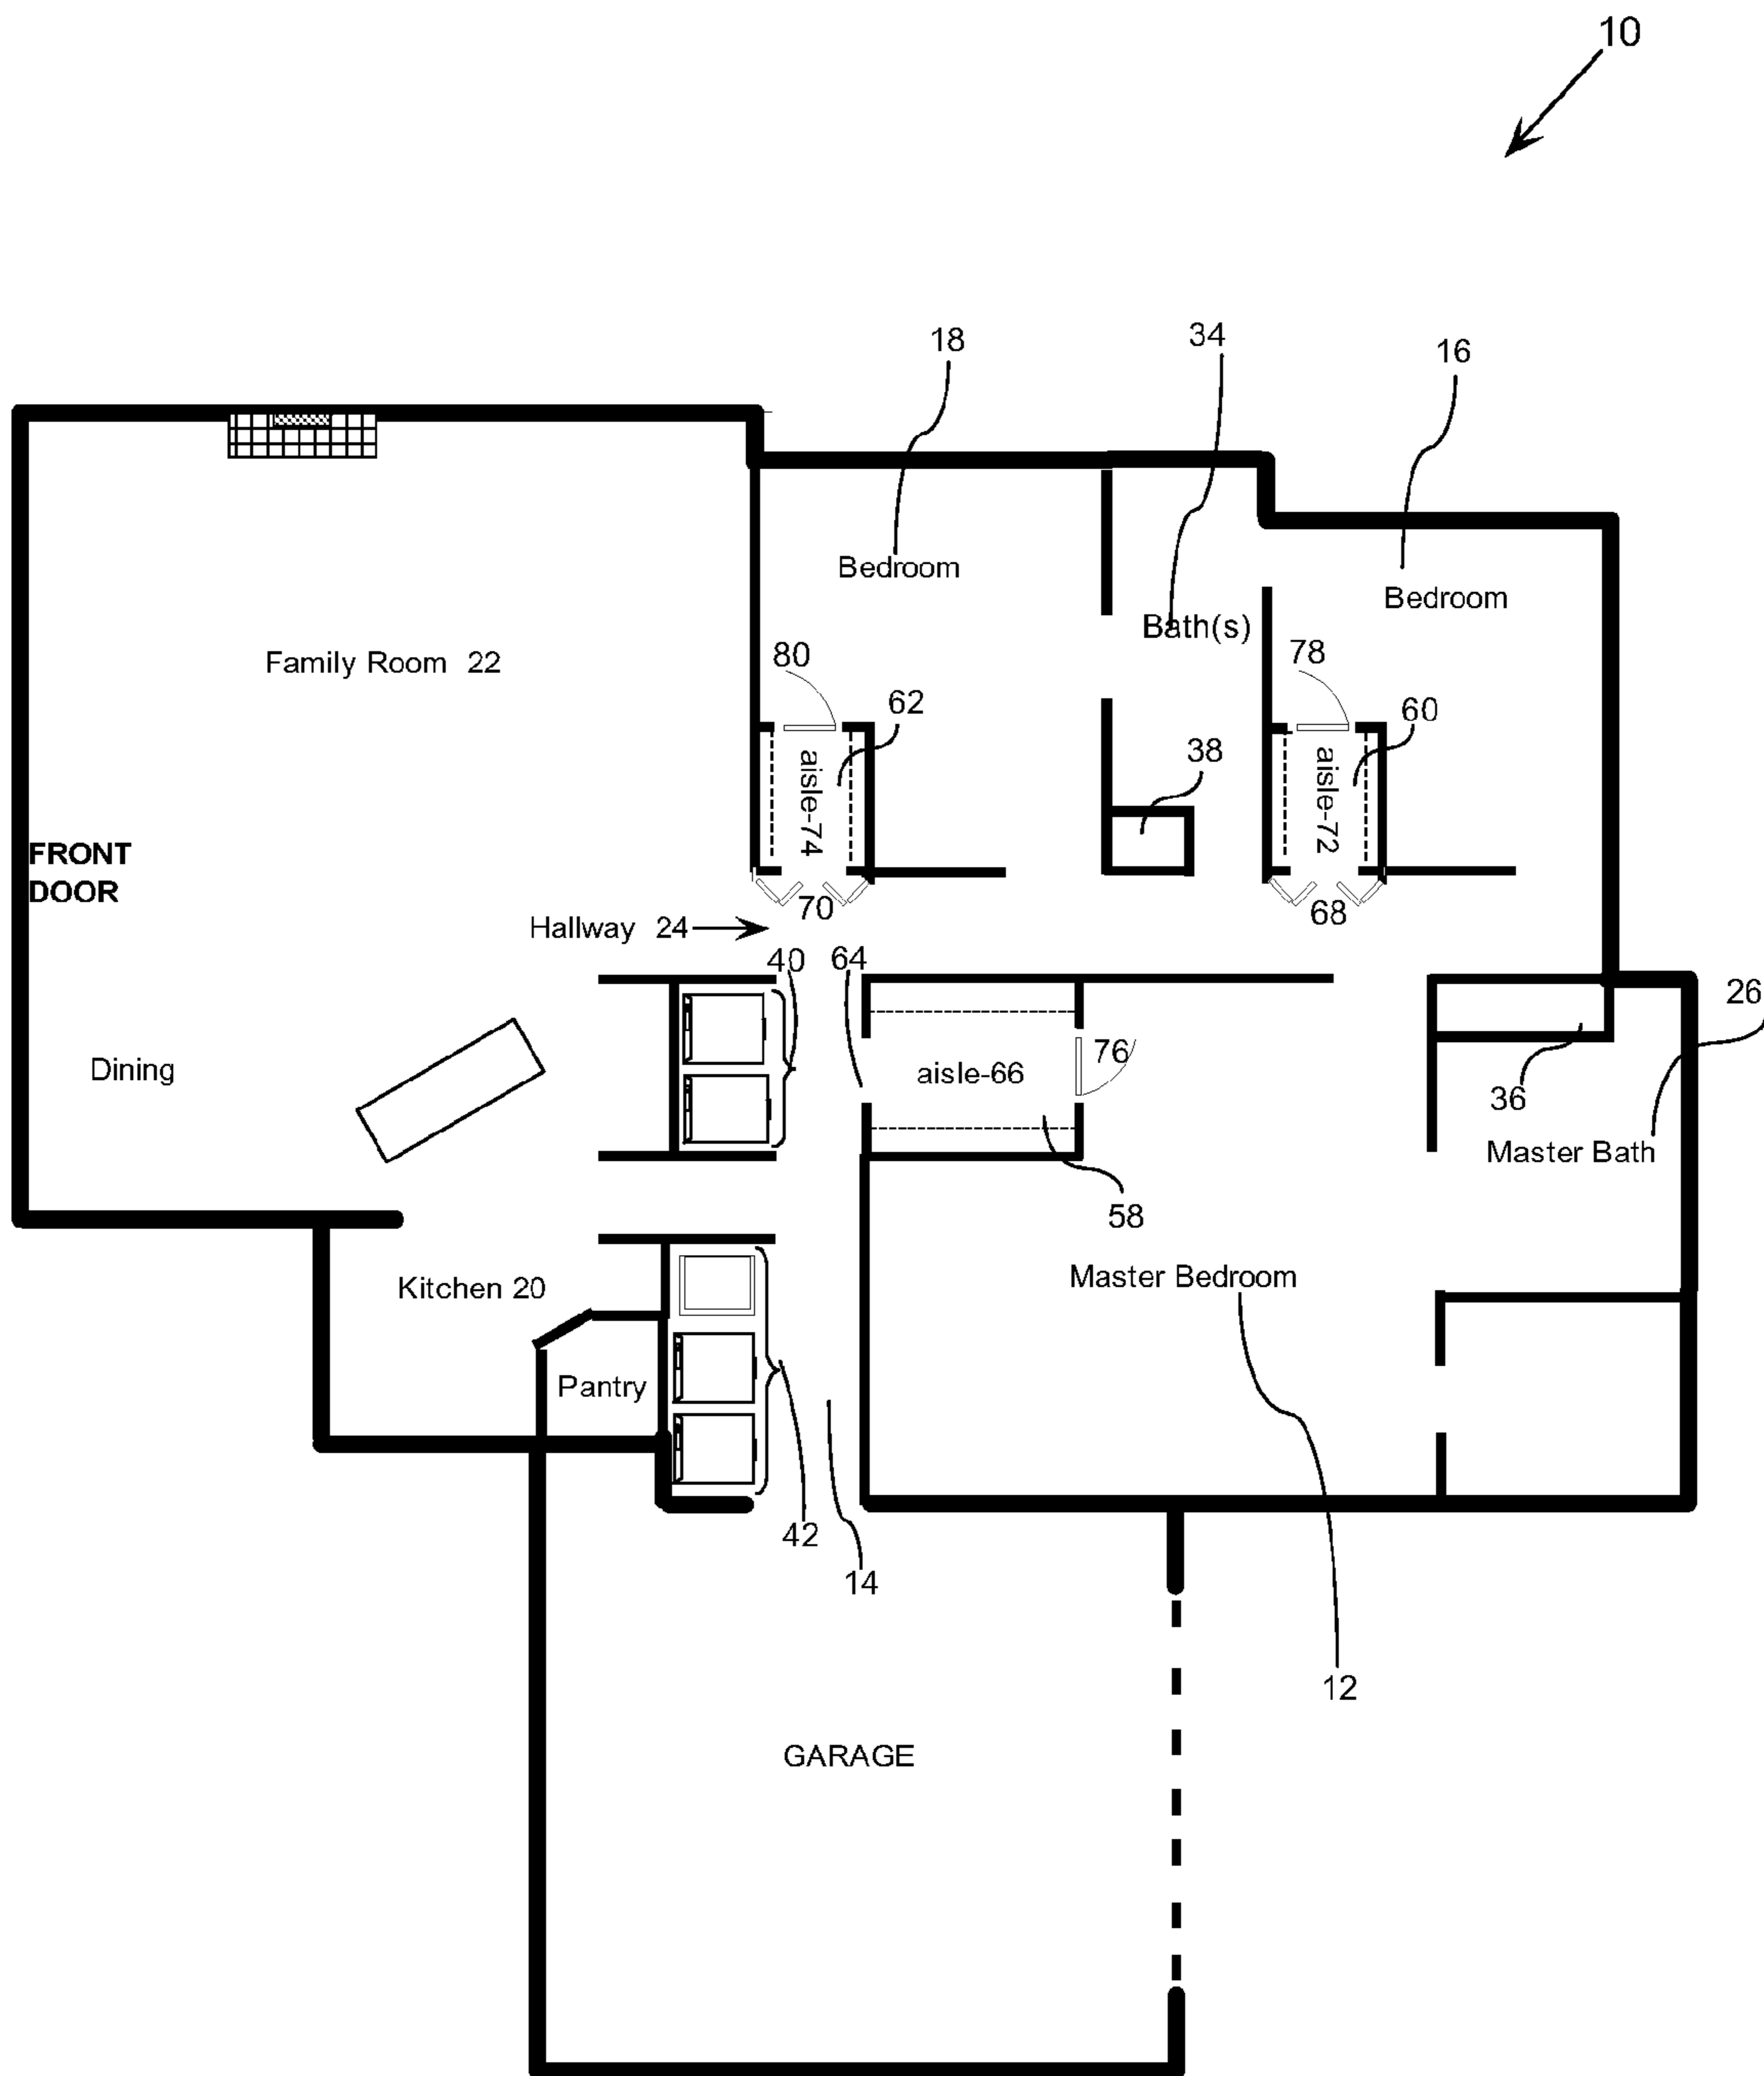 10
18
34
16
Bedroom
Bedroom
Bath(s)
Family Room 22
80
78
62
60
38
aisle-74
aisle-72
FRONT
DOOR
70
68
Hallway 24
40
64
26
aisle-66
76
Dining
36
Master Bath
58
Master Bedroom
Kitchen 20
Pantry
42
14
12
GARAGE